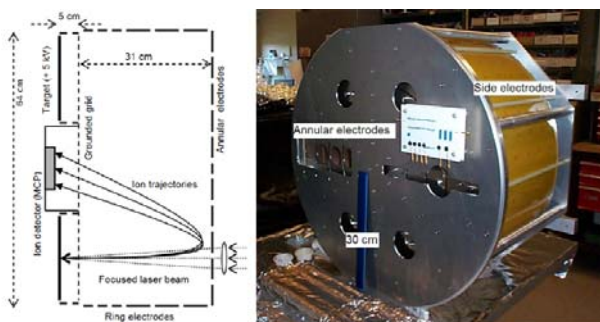 5 cm
31 cm
64 cm
Target (+ 5 kV)
Grounded grid
Annular electrodes
Ion trajectories
Ion detector (MCP)
Focused laser beam
Ring electrodes
Side electrodes
Annular electrodes
30 cm